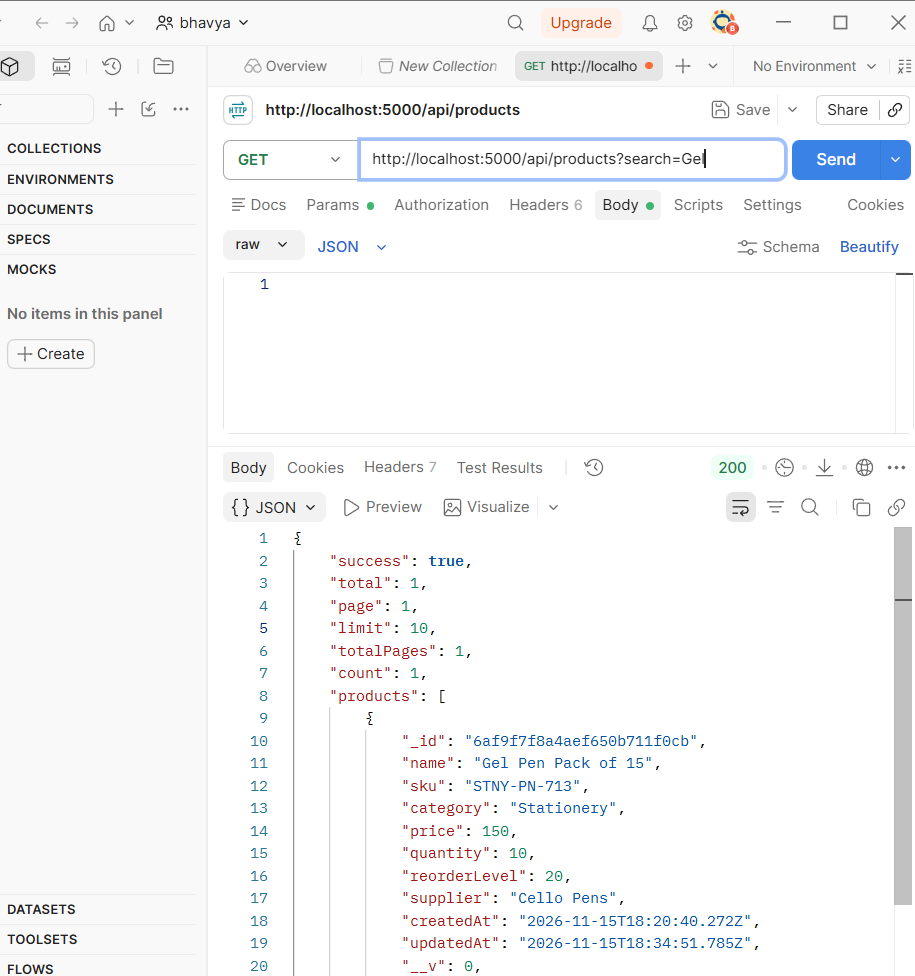 bhavya
Upgrade
8
Overview
New Collection
GET http://localho
No Environment
HTTP http://localhost:5000/api/products
Save
Share
COLLECTIONS
ENVIRONMENTS
DOCUMENTS
SPECS
MOCKS
No items in this panel
Create
GET
http://localhost:5000/api/products?search=Gel
Send
Docs Params Authorization Headers 6 Body Scripts Settings Cookies
raw JSON Schema Beautify
1
Body Cookies Headers 7 Test Results 200
{} JSON Preview Visualize
1 {
2 "success": true,
3 "total": 1,
4 "page": 1,
5 "limit": 10,
6 "totalPages": 1,
7 "count": 1,
8 "products": [
9 {
10 "_id": "6af9f7f8a4aef650b711f0cb",
11 "name": "Gel Pen Pack of 15",
12 "sku": "STNY-PN-713",
13 "category": "Stationery",
14 "price": 150,
15 "quantity": 10,
16 "reorderLevel": 20,
17 "supplier": "Cello Pens",
18 "createdAt": "2026-11-15T18:20:40.272Z",
19 "updatedAt": "2026-11-15T18:34:51.785Z",
20 "__v": 0,
DATASETS
TOOLSETS
FLOWS